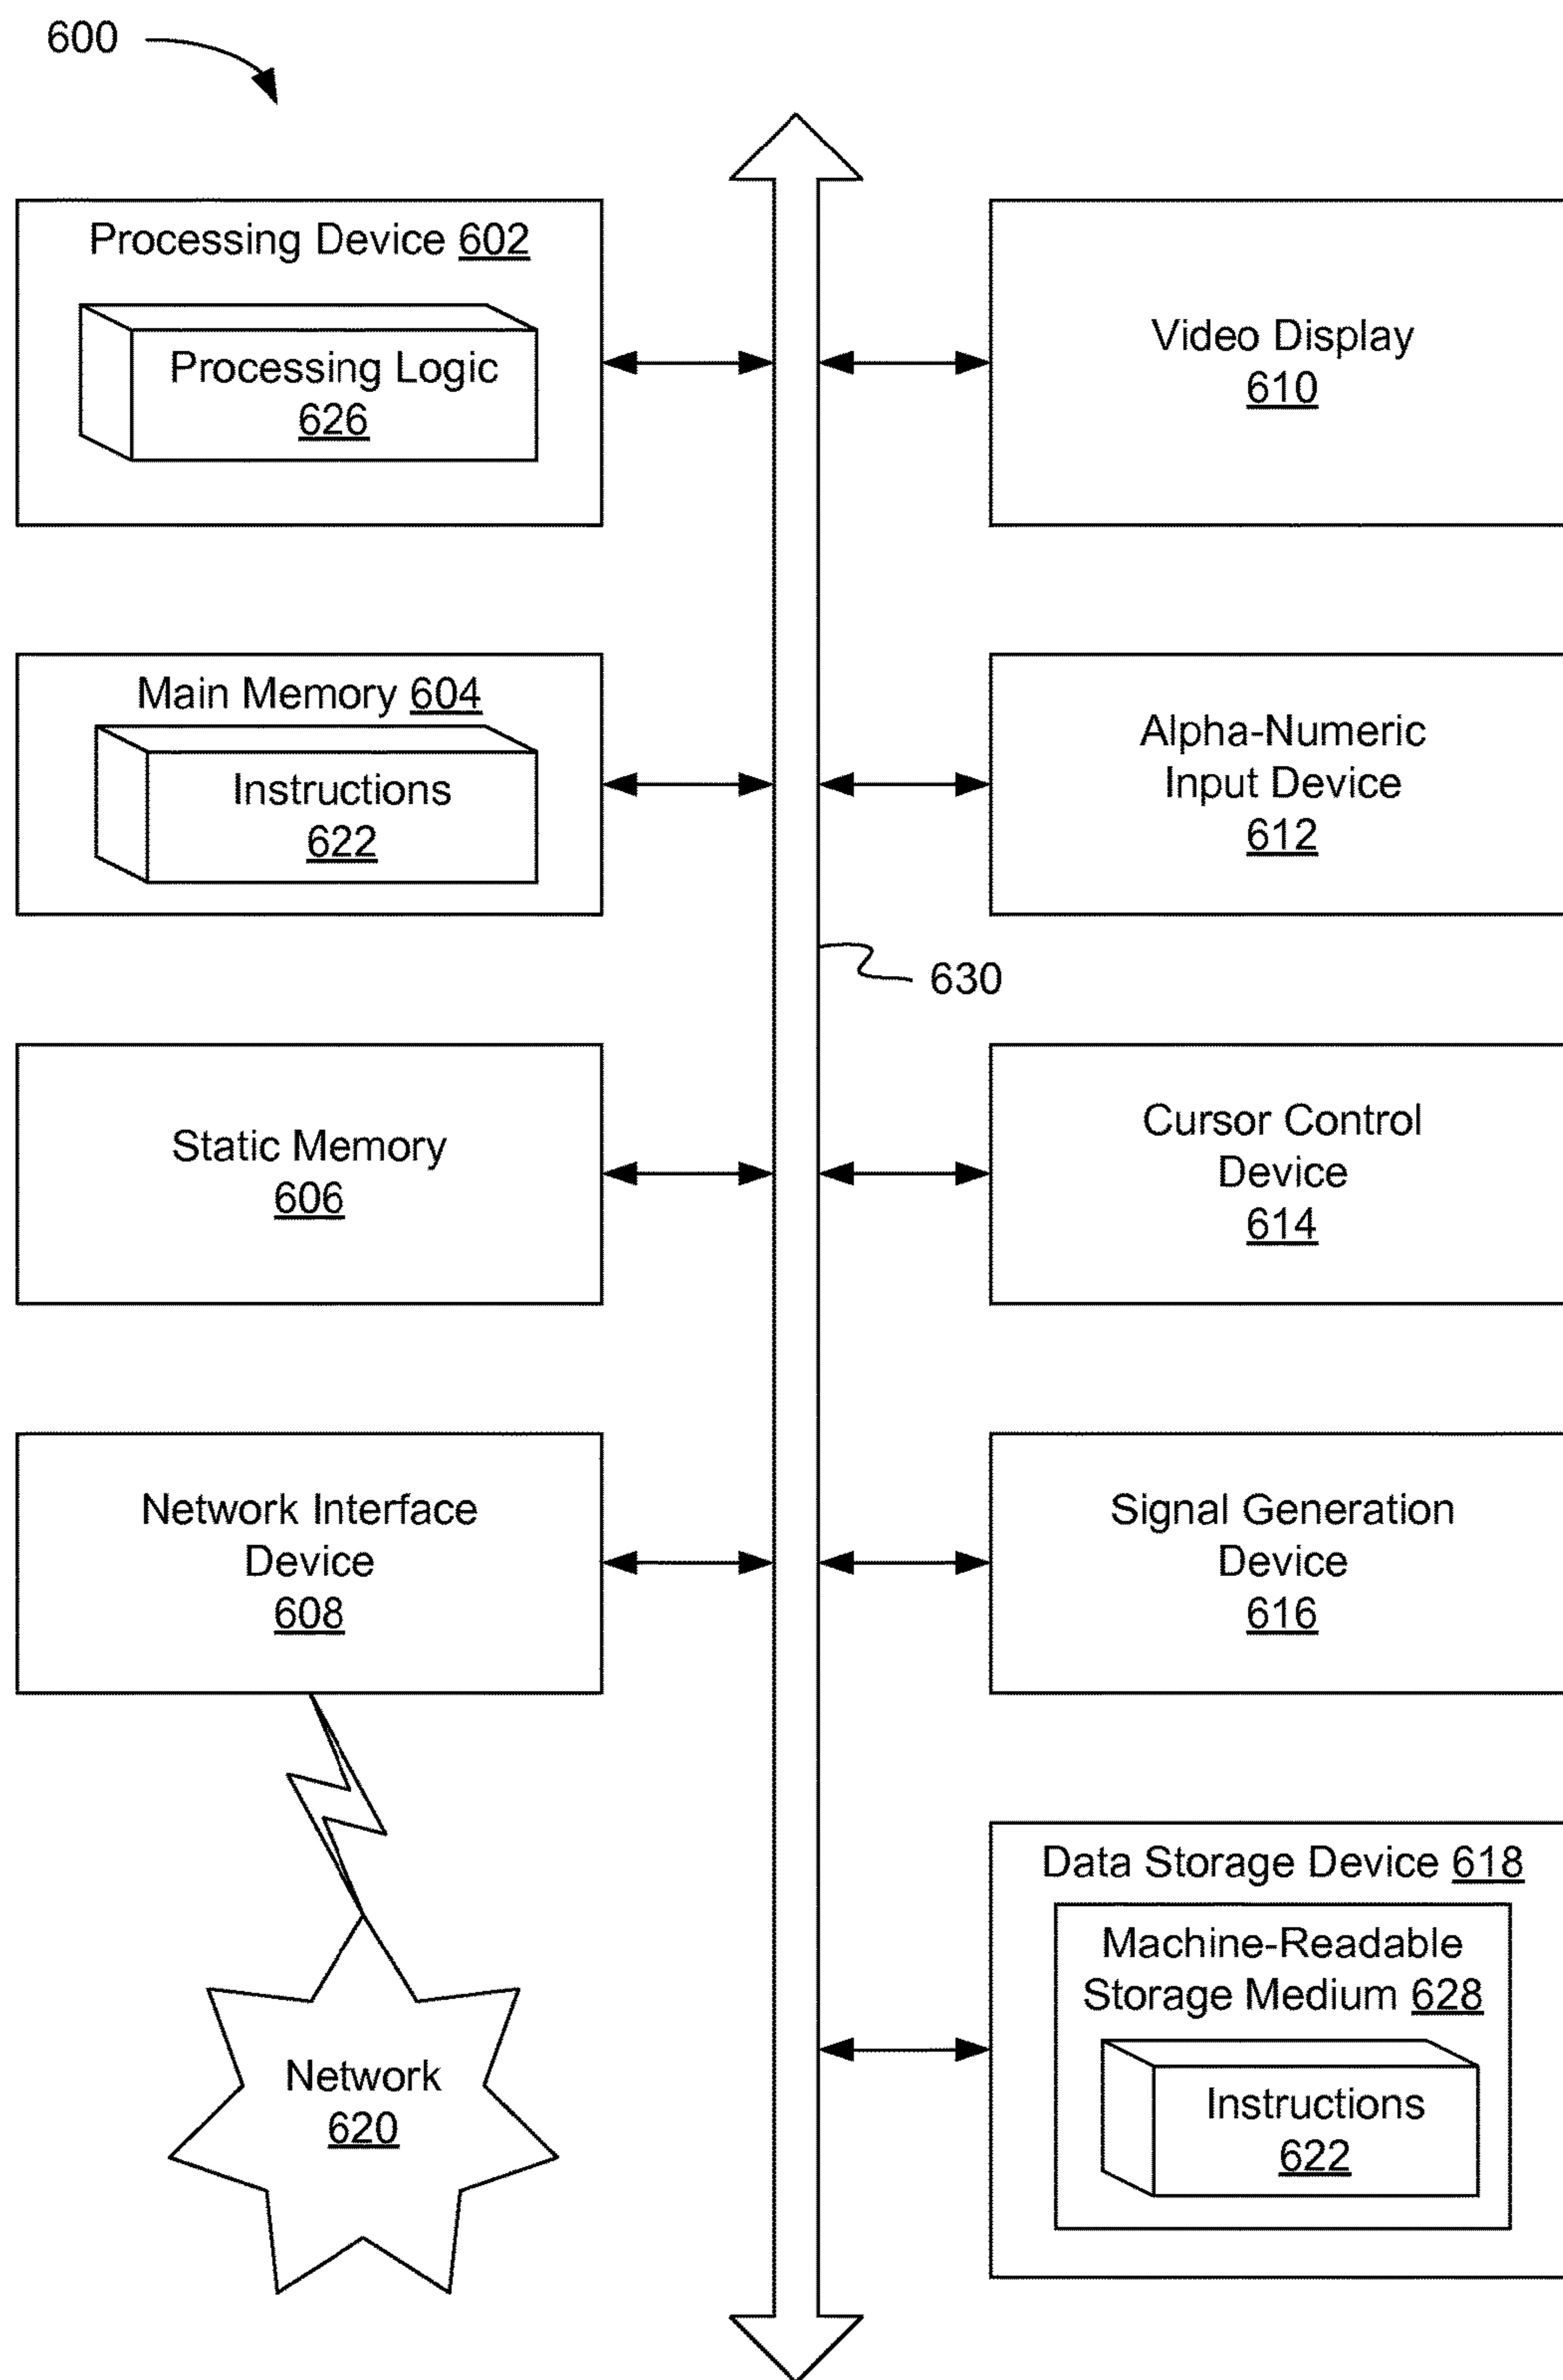 600
Processing Device 602
Processing Logic
626
Main Memory 604
Instructions
622
Static Memory
606
Network Interface
Device
608
Network
620
630
Video Display
610
Alpha-Numeric
Input Device
612
Cursor Control
Device
614
Signal Generation
Device
616
Data Storage Device 618
Machine-Readable
Storage Medium 628
Instructions
622